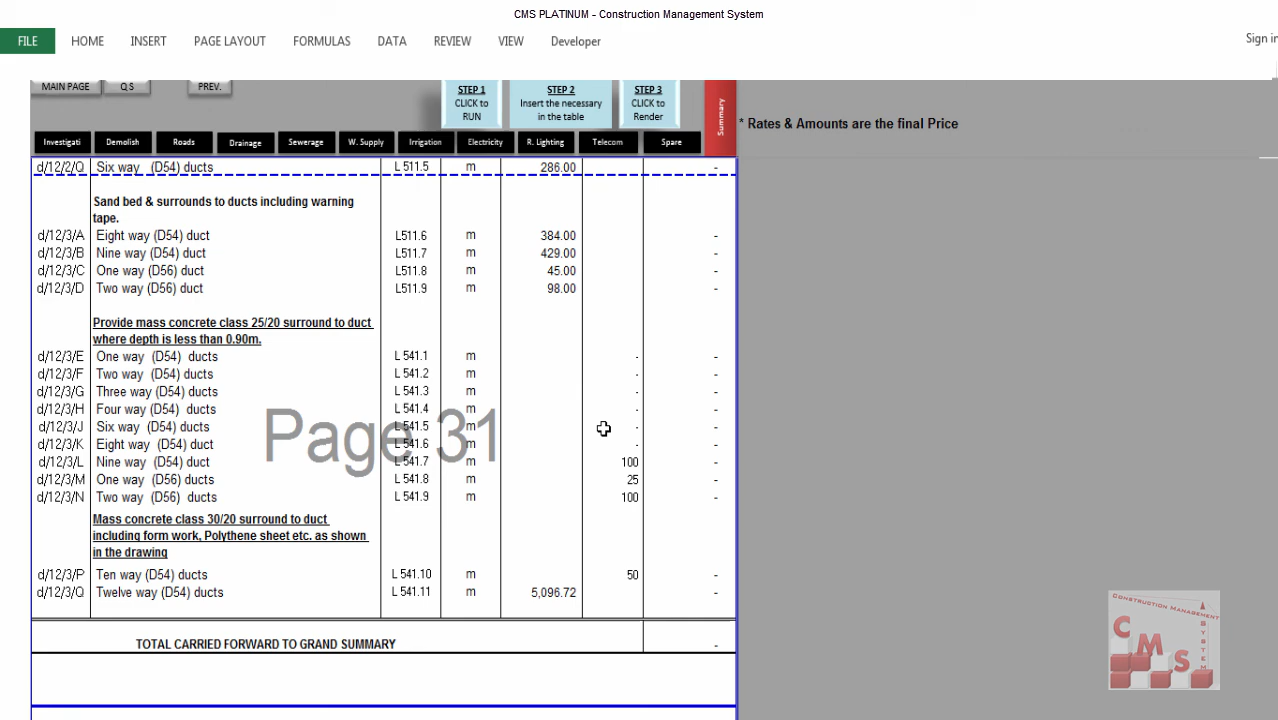 CMS PLATINUM - Construction Management System
FILE HOME INSERT PAGE LAYOUT FORMULAS DATA REVIEW VIEW Developer Sign in
MAIN PAGE Q S PREV.
STEP 1
CLICK to
RUN
STEP 2
Insert the necessary
in the table
STEP 3
CLICK to
Render
Summary
* Rates & Amounts are the final Price
Investigati Demolish Roads Drainage Sewerage W. Supply Irrigation Electricity R. Lighting Telecom Spare
d/12/2/Q Six way (D54) ducts L 511.5 m 286.00 -
Sand bed & surrounds to ducts including warning
tape.
d/12/3/A Eight way (D54) duct L511.6 m 384.00 -
d/12/3/B Nine way (D54) duct L511.7 m 429.00 -
d/12/3/C One way (D56) duct L511.8 m 45.00 -
d/12/3/D Two way (D56) duct L511.9 m 98.00 -
Provide mass concrete class 25/20 surround to duct
where depth is less than 0.90m.
d/12/3/E One way (D54) ducts L 541.1 m - -
d/12/3/F Two way (D54) ducts L 541.2 m - -
d/12/3/G Three way (D54) ducts L 541.3 m - -
d/12/3/H Four way (D54) ducts L 541.4 m - -
d/12/3/J Six way (D54) ducts L 541.5 m - -
d/12/3/K Eight way (D54) duct L 541.6 m - -
Page 31
d/12/3/L Nine way (D54) duct L 541.7 m 100 -
d/12/3/M One way (D56) ducts L 541.8 m 25 -
d/12/3/N Two way (D56) ducts L 541.9 m 100 -
Mass concrete class 30/20 surround to duct
including form work, Polythene sheet etc. as shown
in the drawing
d/12/3/P Ten way (D54) ducts L 541.10 m 50 -
d/12/3/Q Twelve way (D54) ducts L 541.11 m 5,096.72 -
TOTAL CARRIED FORWARD TO GRAND SUMMARY -
CONSTRUCTION MANAGEMENT
SYSTEM
CMS